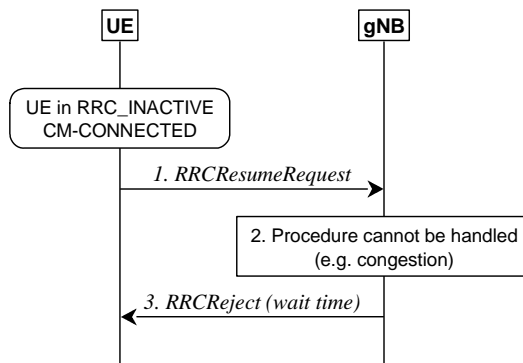 UE
gNB
UE in RRC_INACTIVE
CM-CONNECTED
1. RRCResumeRequest
2. Procedure cannot be handled
(e.g. congestion)
3. RRCReject (wait time)